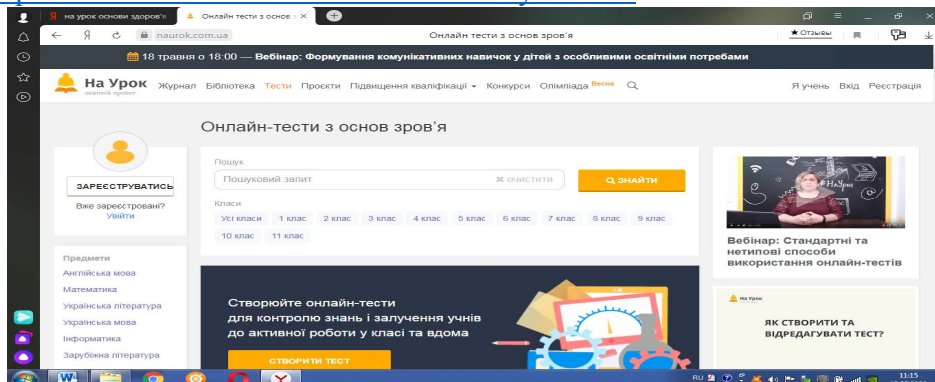 на урок основи здоров'я
Онлайн тести з основ з
naurok.com.ua
Онлайн тести з основ зров'я
★Отзывы
18 травня о 18:00 — Вебінар: Формування комунікативних навичок у дітей з особливими освітніми потребами
На Урок
освітній проект
Журнал Бібліотека Тести Проєкти Підвищення кваліфікації Конкурси Олімпіада Весна
Я учень Вхід Реєстрація
Онлайн-тести з основ зров'я
ЗАРЕЄСТРУВАТИСЬ
Вже зареєстровані?
Увійти
Пошук
Пошуковий запит
✖ очистити
ЗНАЙТИ
Класи
Усі класи 1 клас 2 клас 3 клас 4 клас 5 клас 6 клас 7 клас 8 клас 9 клас
10 клас 11 клас
Предмети
Англійська мова
Математика
Українська література
Українська мова
Інформатика
Зарубіжна література
Створюйте онлайн-тести
для контролю знань і залучення учнів
до активної роботи у класі та вдома
СТВОРИТИ ТЕСТ
НаУрок
Вебінар: Стандартні та
нетипові способи
використання онлайн-тестів
На Урок
ЯК СТВОРИТИ ТА
ВІДРЕДАГУВАТИ ТЕСТ?
RU
11:15